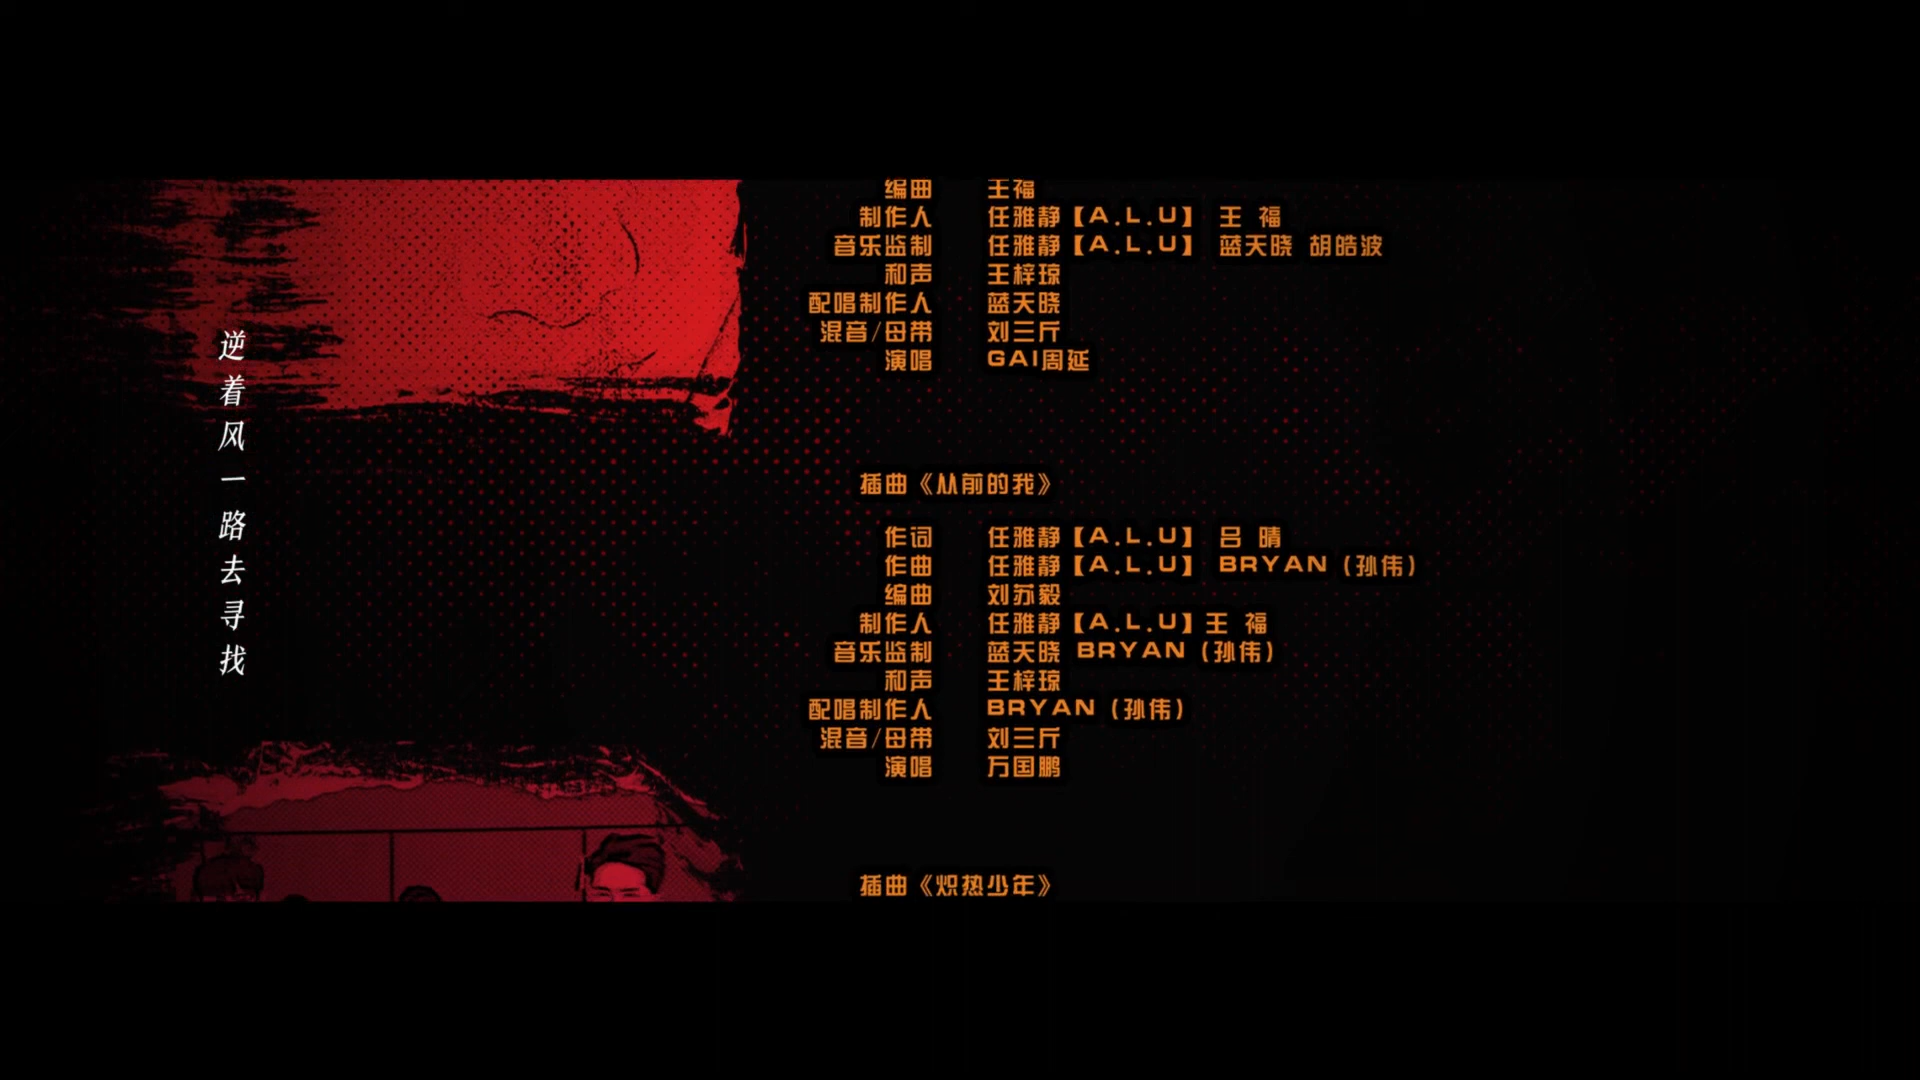 逆着风一路去寻找
编曲 王福
制作人 任雅静【A.L.U】 王 福
音乐监制 任雅静【A.L.U】 蓝天晓 胡皓波
和声 王梓琼
配唱制作人 蓝天晓
混音/母带 刘三斤
演唱 GAI周延
插曲《从前的我》
作词 任雅静【A.L.U】 吕 晴
作曲 任雅静【A.L.U】 BRYAN（孙伟）
编曲 刘苏毅
制作人 任雅静【A.L.U】王 福
音乐监制 蓝天晓 BRYAN（孙伟）
和声 王梓琼
配唱制作人 BRYAN（孙伟）
混音/母带 刘三斤
演唱 万国鹏
插曲《炽热少年》